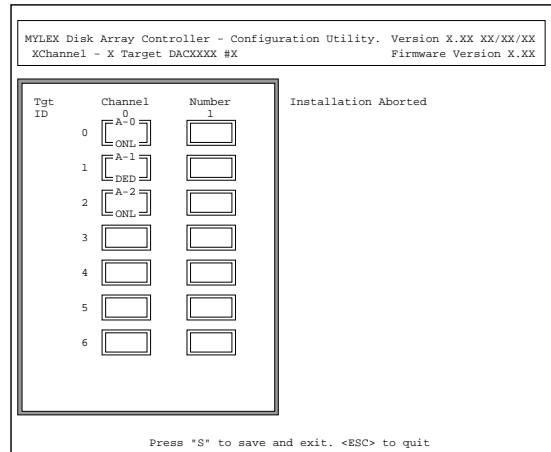 MYLEX Disk Array Controller - Configuration Utility. Version X.XX XX/XX/XX
XChannel - X Target DACXXXX #X Firmware Version X.XX
Tgt Channel Number Installation Aborted
ID 0 1
0 A-0
ONL
1 A-1
DED
2 A-2
ONL
3
4
5
6
Press "S" to save and exit. <ESC> to quit